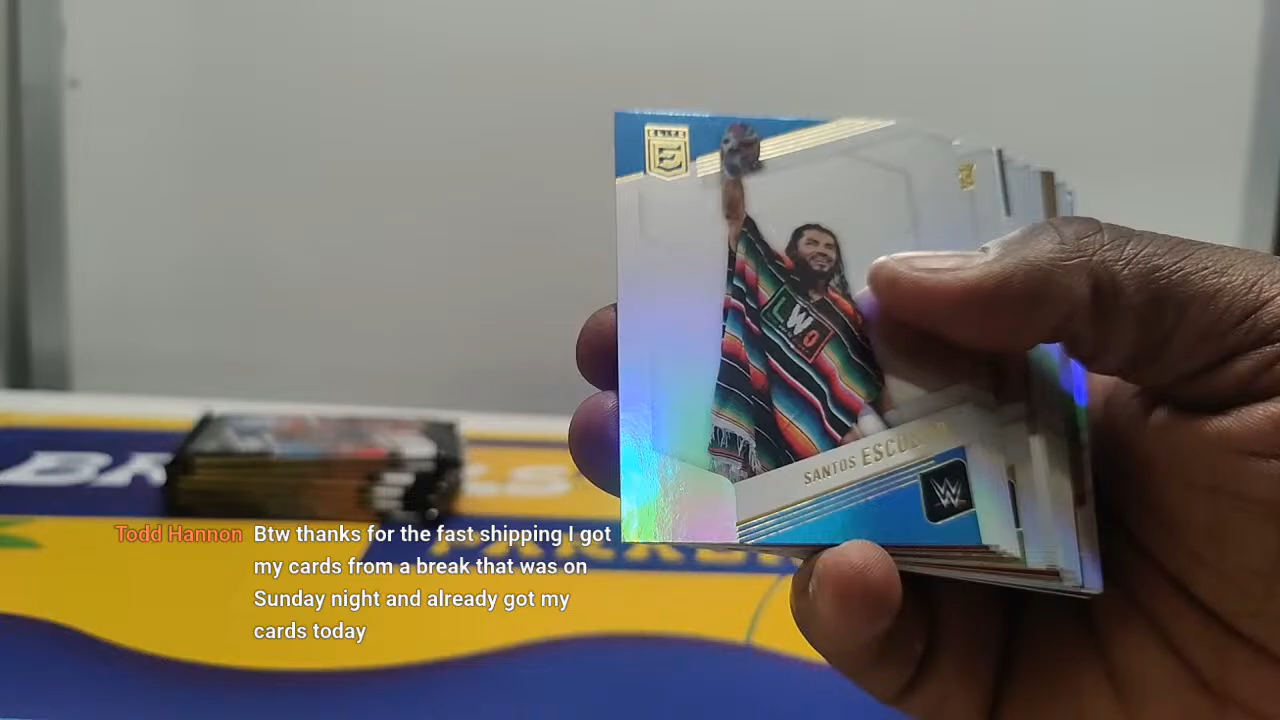 ELITE
E
LWO
SANTOS
W
Todd Hannon Btw thanks for the fast shipping I got
my cards from a break that was on
Sunday night and already got my
cards today